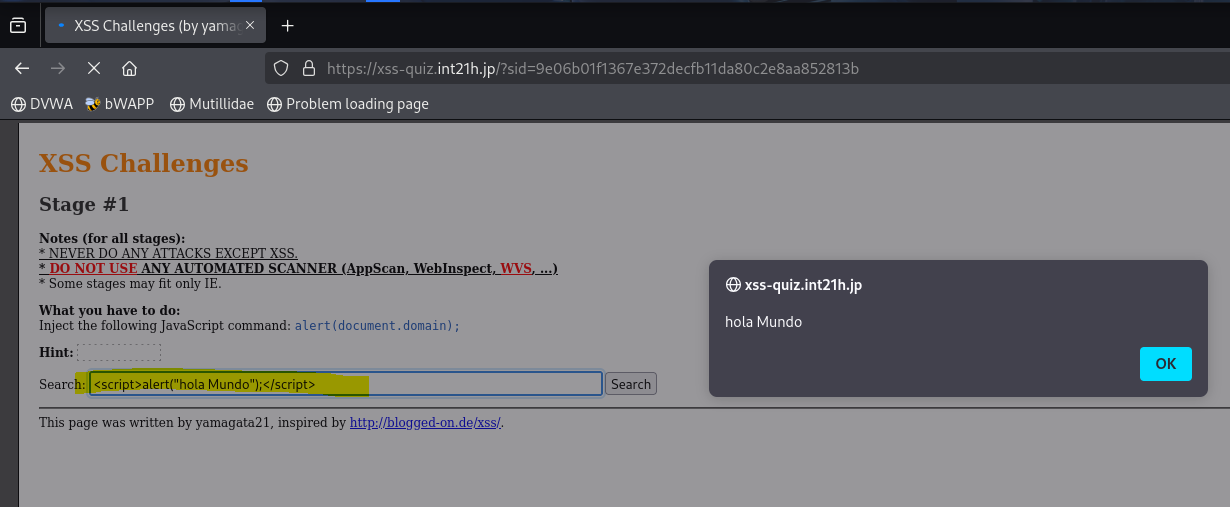 XSS Challenges (by yamag
https://xss-quiz.int21h.jp/?sid=9e06b01f1367e372decfb11da80c2e8aa852813b
DVWA bWAPP Mutillidae Problem loading page
XSS Challenges
Stage #1
Notes (for all stages):
* NEVER DO ANY ATTACKS EXCEPT XSS.
* DO NOT USE ANY AUTOMATED SCANNER (AppScan, WebInspect, WVS, ...)
* Some stages may fit only IE.
What you have to do:
Inject the following JavaScript command: alert(document.domain);
Hint:
Search: <script>alert("hola Mundo");</script> Search
This page was written by yamagata21, inspired by http://blogged-on.de/xss/.
xss-quiz.int21h.jp
hola Mundo
OK